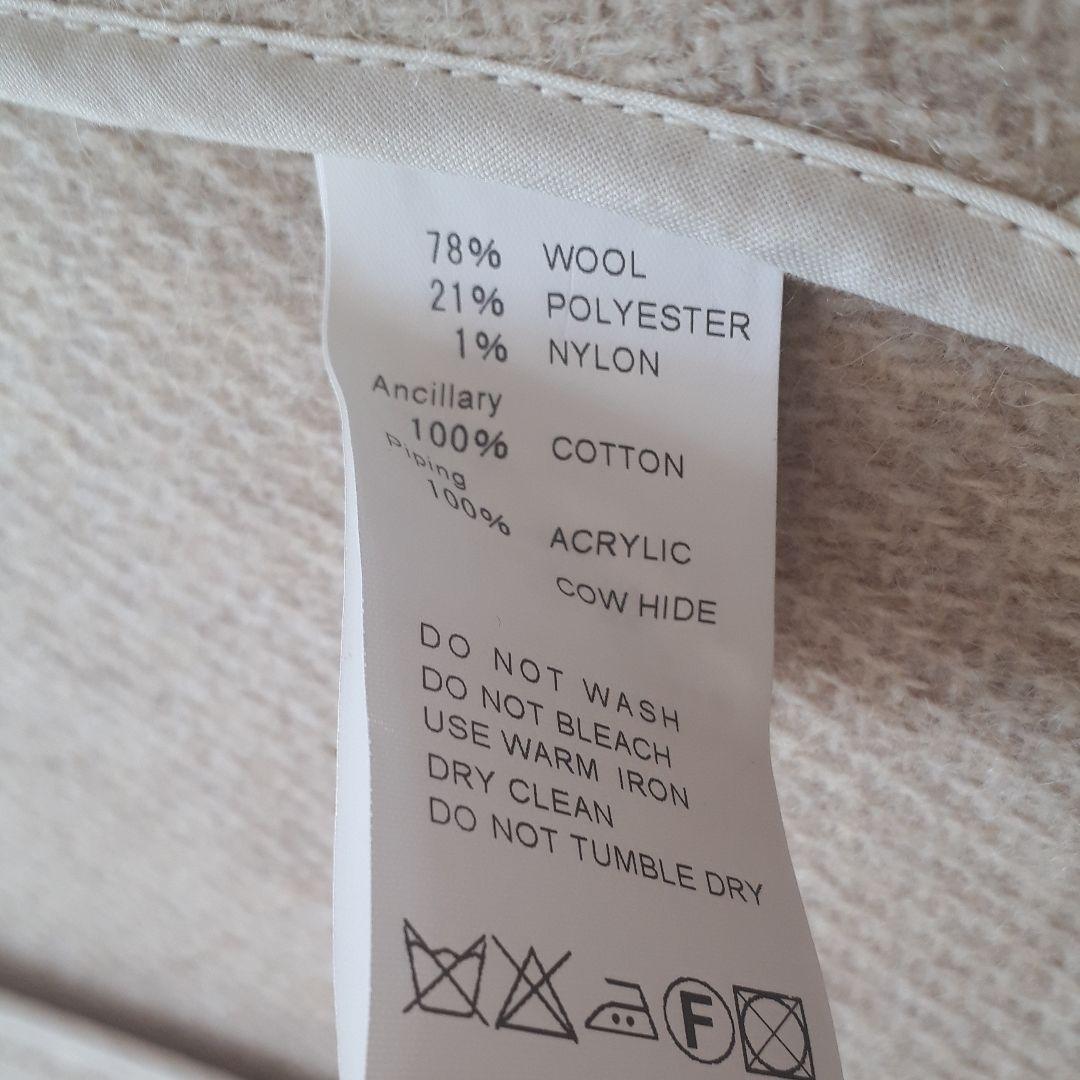 78% WOOL
21% POLYESTER
1% NYLON
Ancillary
100% COTTON
Piping
100% ACRYLIC
COW HIDE
DO NOT WASH
DO NOT BLEACH
USE WARM IRON
DRY CLEAN
DO NOT TUMBLE DRY
F